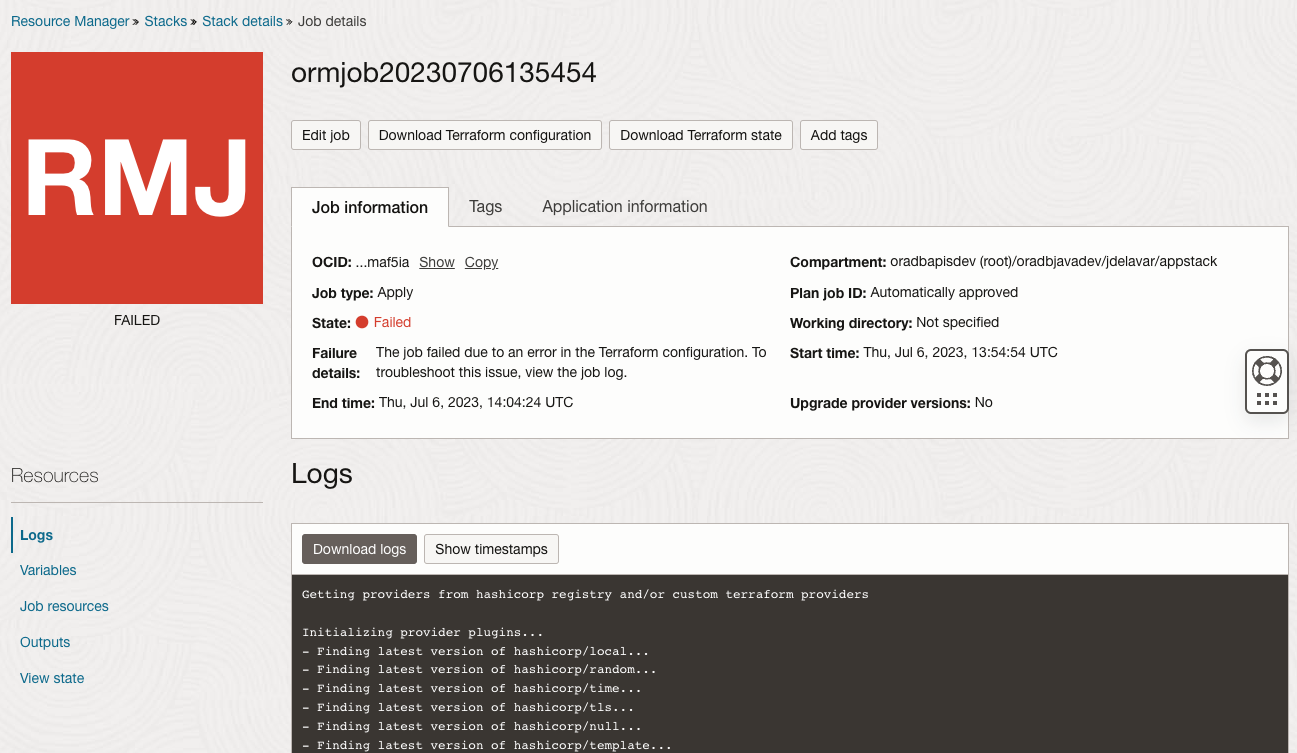 Resource Manager » Stacks » Stack details » Job details
RMJ
FAILED
ormjob20230706135454
Edit job Download Terraform configuration Download Terraform state Add tags
Job information Tags Application information
OCID: ...maf5ia Show Copy
Compartment: oradbapisdev (root)/oradbjavadev/jdelavar/appstack
Job type: Apply
Plan job ID: Automatically approved
State: Failed
Working directory: Not specified
Failure details: The job failed due to an error in the Terraform configuration. To
troubleshoot this issue, view the job log.
Start time: Thu, Jul 6, 2023, 13:54:54 UTC
End time: Thu, Jul 6, 2023, 14:04:24 UTC
Upgrade provider versions: No
Resources
Logs
Variables
Job resources
Outputs
View state
Logs
Download logs Show timestamps
Getting providers from hashicorp registry and/or custom terraform providers
Initializing provider plugins...
- Finding latest version of hashicorp/local...
- Finding latest version of hashicorp/random...
- Finding latest version of hashicorp/time...
- Finding latest version of hashicorp/tls...
- Finding latest version of hashicorp/null...
- Finding latest version of hashicorp/template...